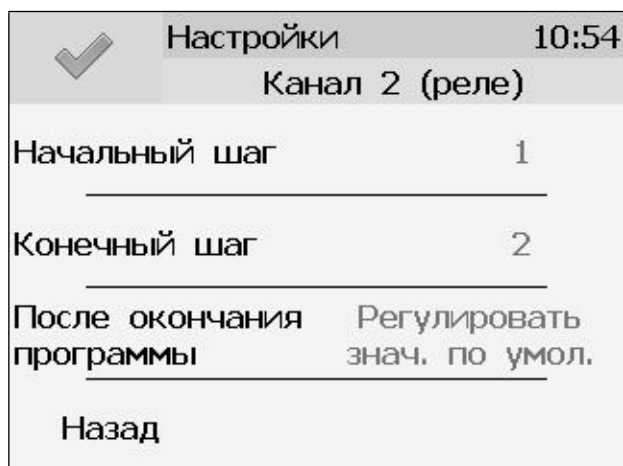 Настройки 10:54
Канал 2 (реле)
Начальный шаг 1
Конечный шаг 2
После окончания Регулировать
программы знач. по умол.
Назад